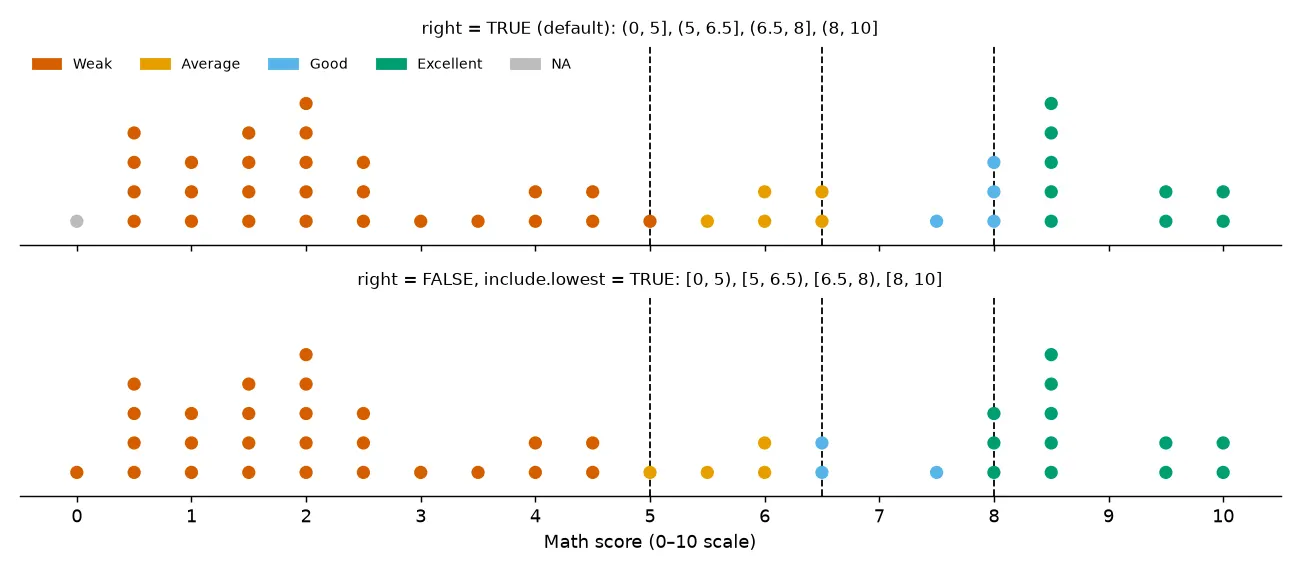 right = TRUE (default): (0, 5], (5, 6.5], (6.5, 8], (8, 10]
Weak Average Good Excellent NA
right = FALSE, include.lowest = TRUE: [0, 5), [5, 6.5), [6.5, 8), [8, 10]
0 1 2 3 4 5 6 7 8 9 10
Math score (0–10 scale)